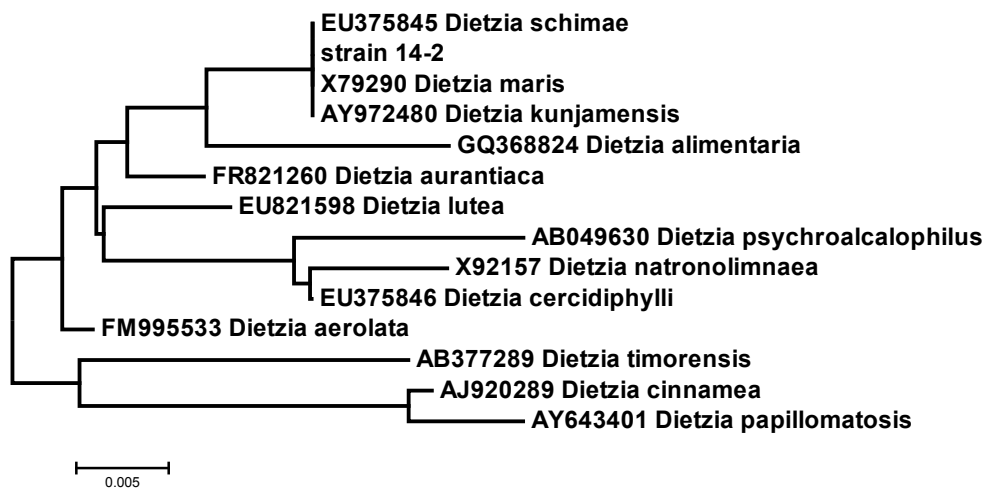 EU375845 Dietzia schimae
strain 14-2
X79290 Dietzia maris
AY972480 Dietzia kunjamensis
GQ368824 Dietzia alimentaria
FR821260 Dietzia aurantiaca
EU821598 Dietzia lutea
AB049630 Dietzia psychroalcalophilus
X92157 Dietzia natronolimnaea
EU375846 Dietzia cercidiphylli
FM995533 Dietzia aerolata
AB377289 Dietzia timorensis
AJ920289 Dietzia cinnamea
AY643401 Dietzia papillomatosis
0.005